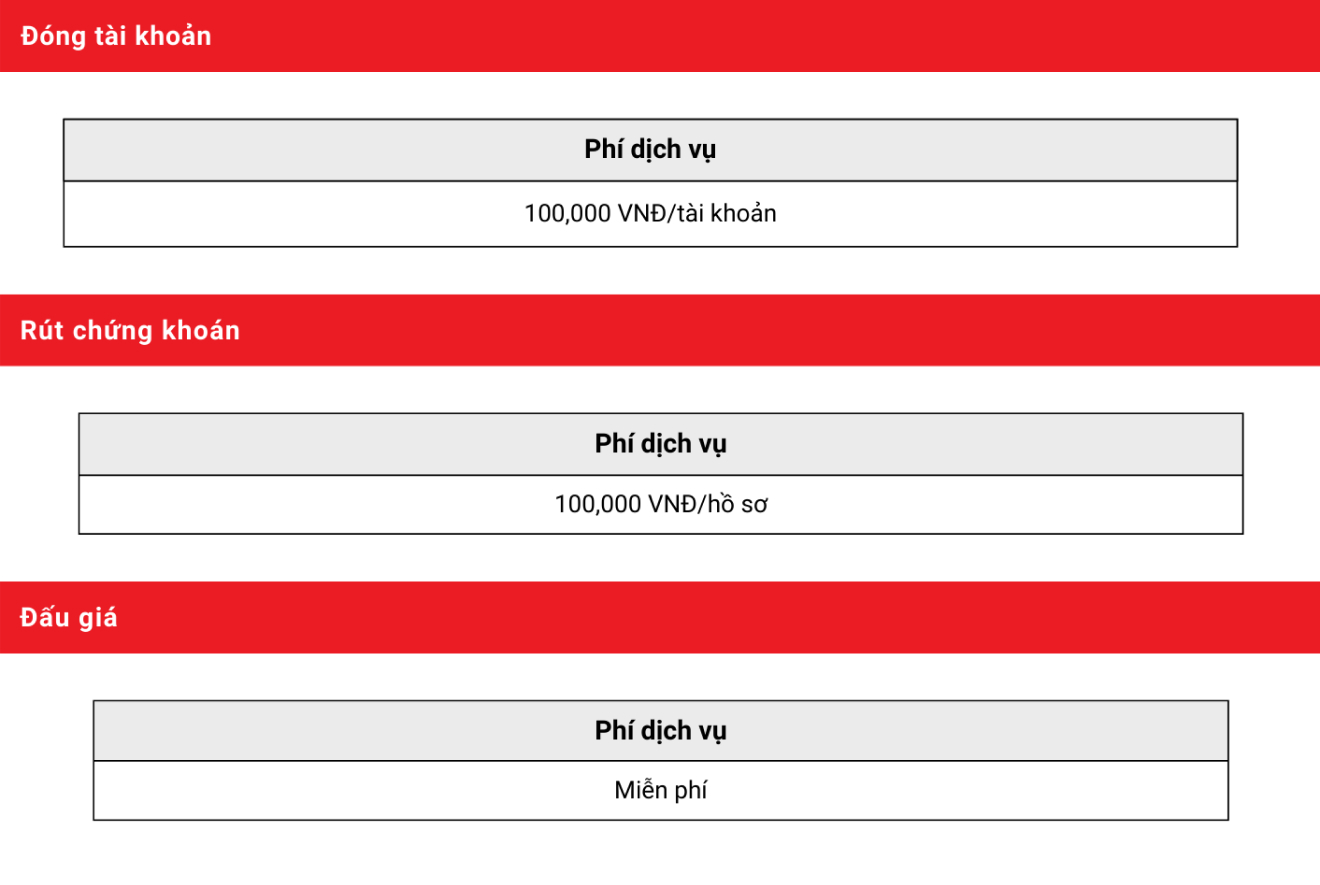 Đóng tài khoản
Phí dịch vụ
100,000 VNĐ/tài khoản
Rút chứng khoán
Phí dịch vụ
100,000 VNĐ/hồ sơ
Đấu giá
Phí dịch vụ
Miễn phí